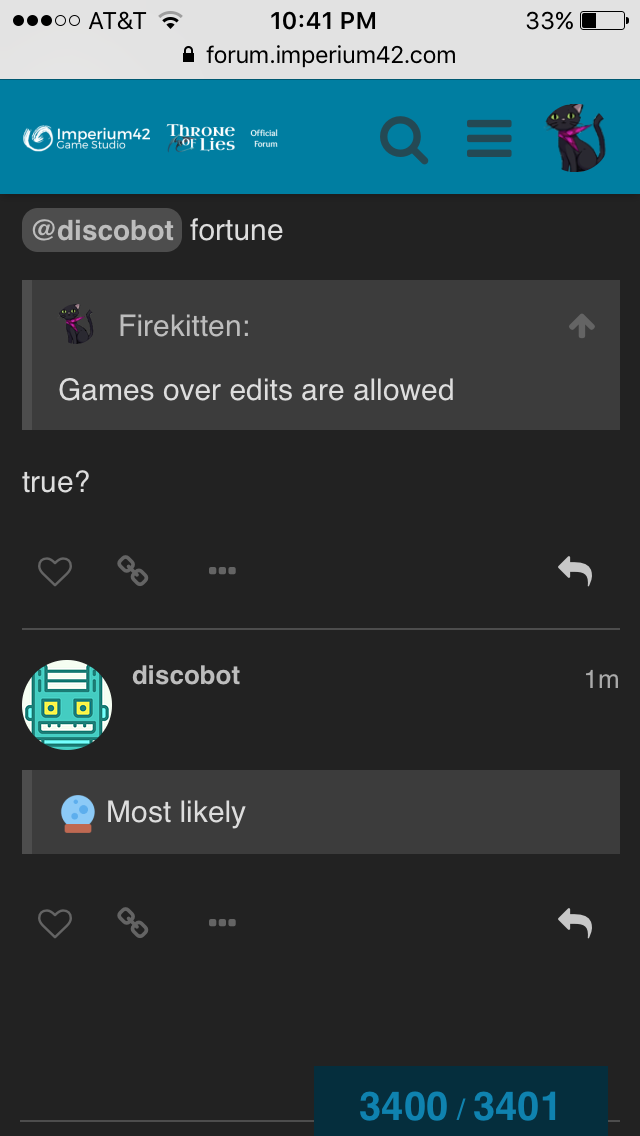 AT&T 10:41 PM 33%
forum.imperium42.com
Imperium42 Game Studio THRONE OF LIES Official Forum
@discobot fortune
Firekitten:
Games over edits are allowed
true?
discobot 1m
Most likely
3400 / 3401